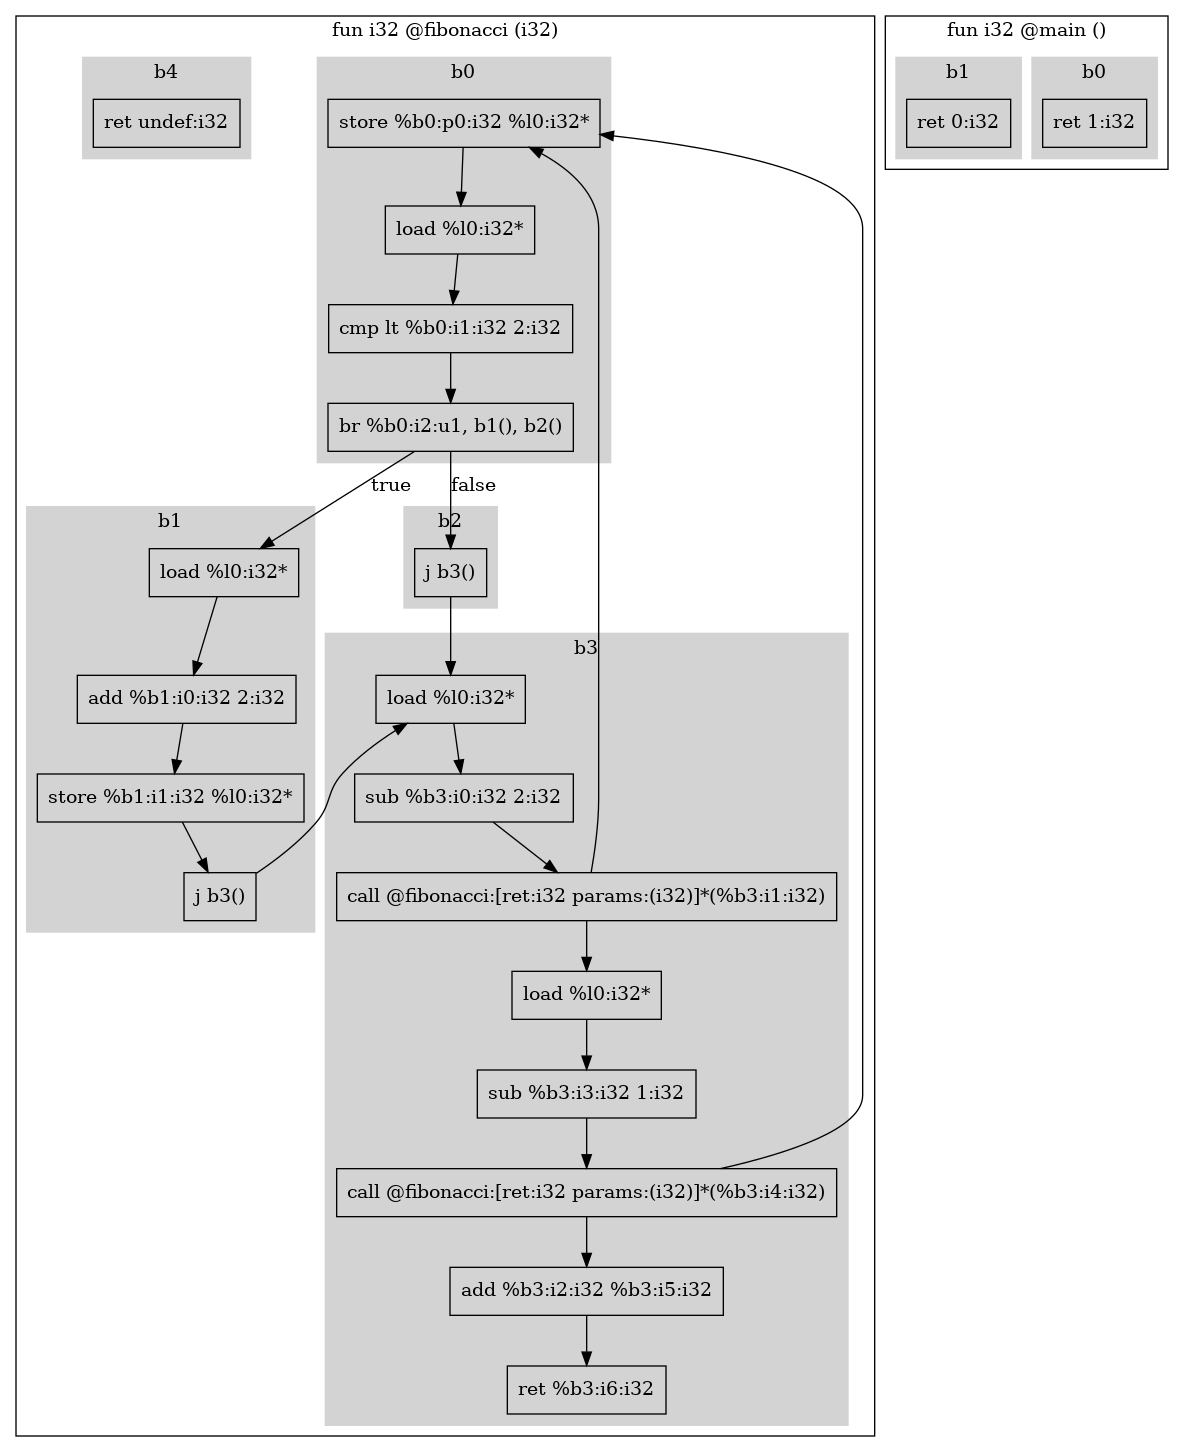 fun i32 @fibonacci (i32)
b4
ret undef:i32
b0
store %b0:p0:i32 %l0:i32*
load %l0:i32*
cmp lt %b0:i1:i32 2:i32
br %b0:i2:u1, b1(), b2()
true
false
b1
load %l0:i32*
add %b1:i0:i32 2:i32
store %b1:i1:i32 %l0:i32*
j b3()
b2
j b3()
b3
load %l0:i32*
sub %b3:i0:i32 2:i32
call @fibonacci:[ret:i32 params:(i32)]*(%b3:i1:i32)
load %l0:i32*
sub %b3:i3:i32 1:i32
call @fibonacci:[ret:i32 params:(i32)]*(%b3:i4:i32)
add %b3:i2:i32 %b3:i5:i32
ret %b3:i6:i32
fun i32 @main ()
b1
ret 0:i32
b0
ret 1:i32